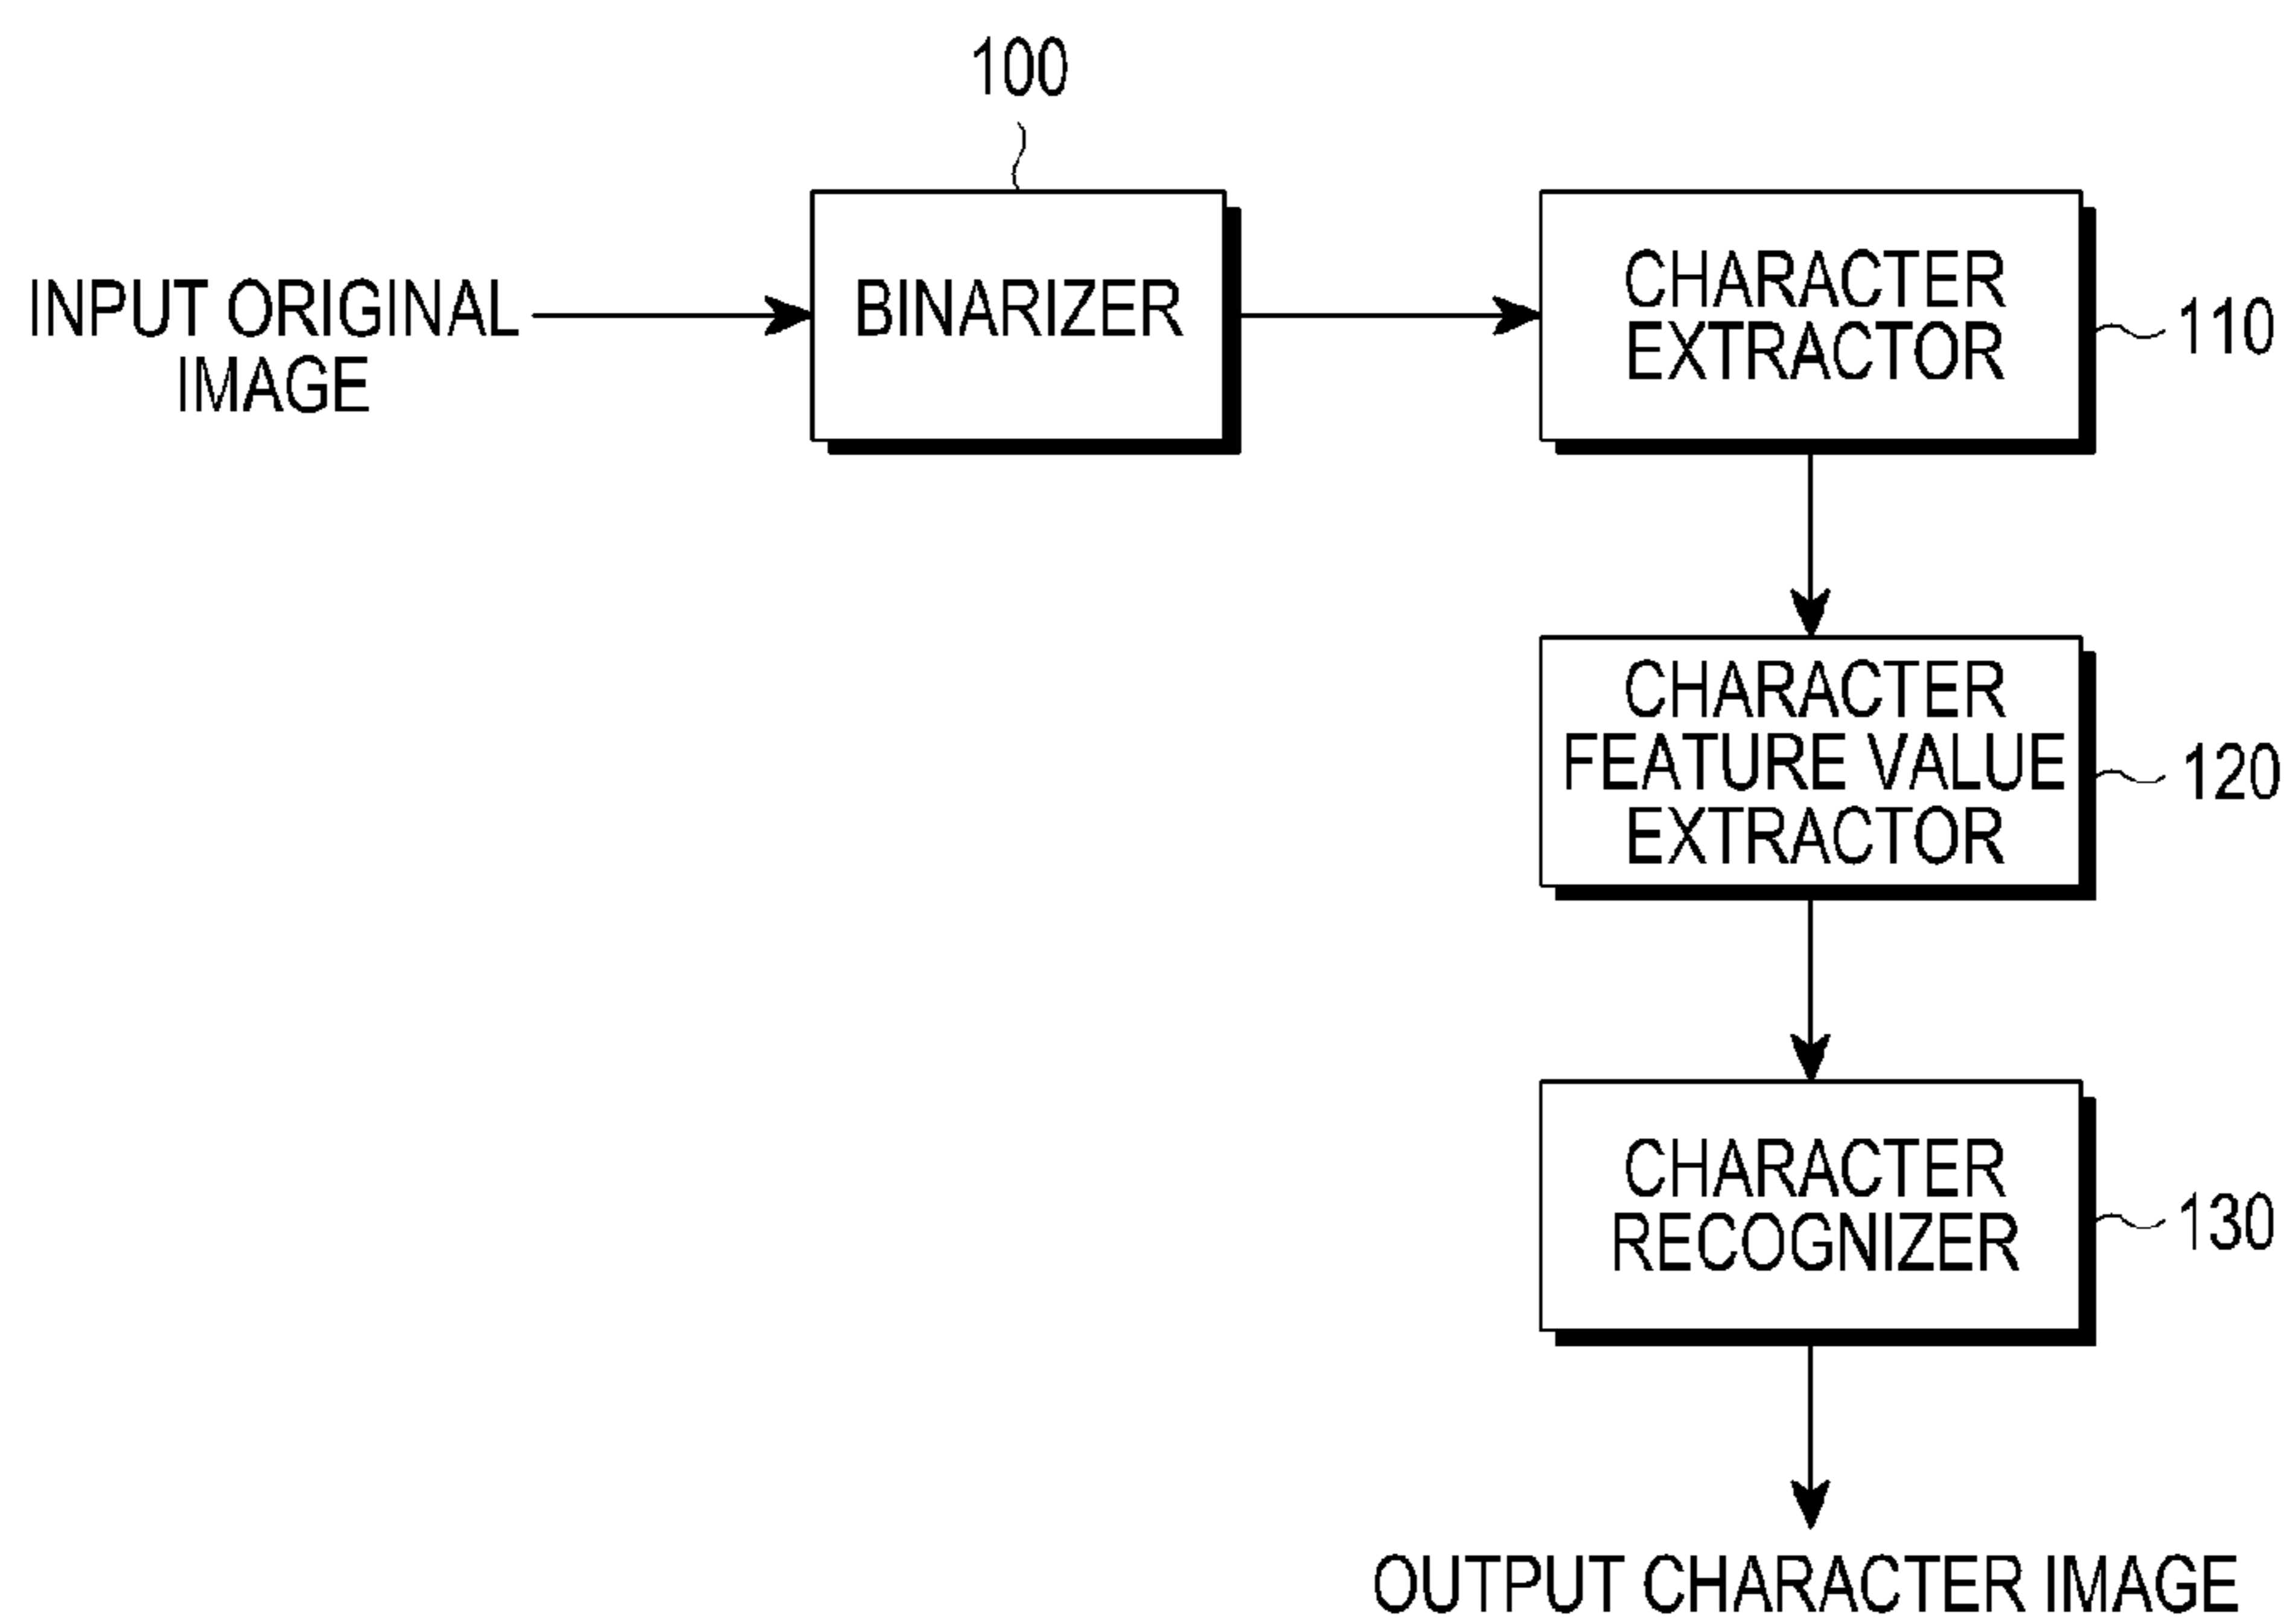 100
INPUT ORIGINAL
IMAGE
BINARIZER
CHARACTER
EXTRACTOR
110
CHARACTER
FEATURE VALUE
EXTRACTOR
120
CHARACTER
RECOGNIZER
130
OUTPUT CHARACTER IMAGE